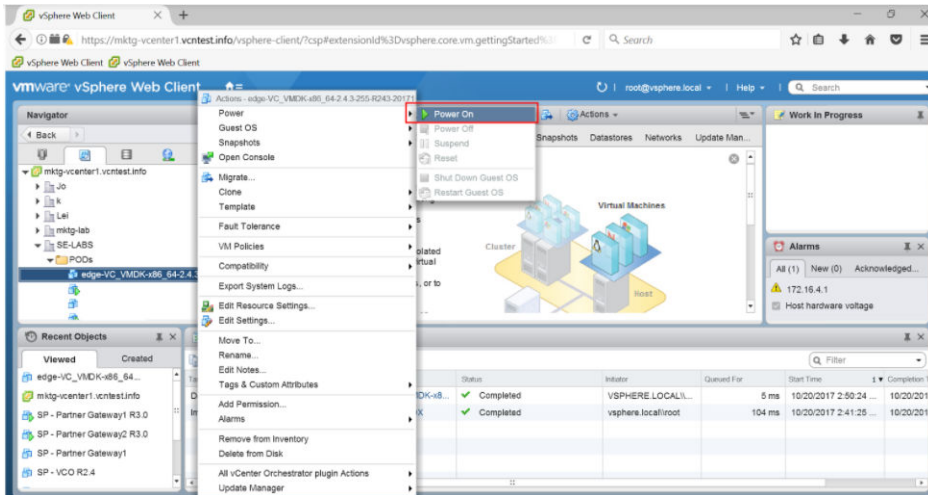 vSphere Web Client
https://mktg-vcenter1.vcntest.info/vsphere-client/?csp#extensionId%3Dvsphere.core.vm.gettingStarted%3
Search
vSphere Web Client
vSphere Web Client
vmware vSphere Web Client
root@vsphere.local
Help
Search
Navigator
Back
mktg-vcenter1.vcntest.info
Jo
k
Lei
mktg-lab
SE-LABS
PODs
edge-VC_VMDK-x86_64-2.4.3
Actions - edge-VC_VMDK-x86_64-2.4.3-255-R243-20171
Power
Guest OS
Snapshots
Open Console
Migrate...
Clone
Template
Fault Tolerance
VM Policies
Compatibility
Export System Logs...
Edit Resource Settings...
Edit Settings...
Move To...
Rename...
Edit Notes...
Tags & Custom Attributes
Add Permission...
Alarms
Remove from Inventory
Delete from Disk
All vCenter Orchestrator plugin Actions
Update Manager
Power On
Power Off
Suspend
Reset
Shut Down Guest OS
Restart Guest OS
Actions
Snapshots Datastores Networks Update Man...
Virtual Machines
Cluster
Host
, or to
Work In Progress
Alarms
All (1) New (0) Acknowledged...
172.16.4.1
Host hardware voltage
Recent Objects
Viewed Created
edge-VC_VMDK-x86_64...
mktg-vcenter1.vcntest.info
SP - Partner Gateway1 R3.0
SP - Partner Gateway2 R3.0
SP - Partner Gateway1
SP - VCO R2.4
Filter
Status Initiator Queued For Start Time 1 Completion T
DK-x8... Completed VSPHERE.LOCAL\\... 5 ms 10/20/2017 2:50:24 ... 10/20/201
Completed vsphere.local\root 104 ms 10/20/2017 2:41:25 ... 10/20/201